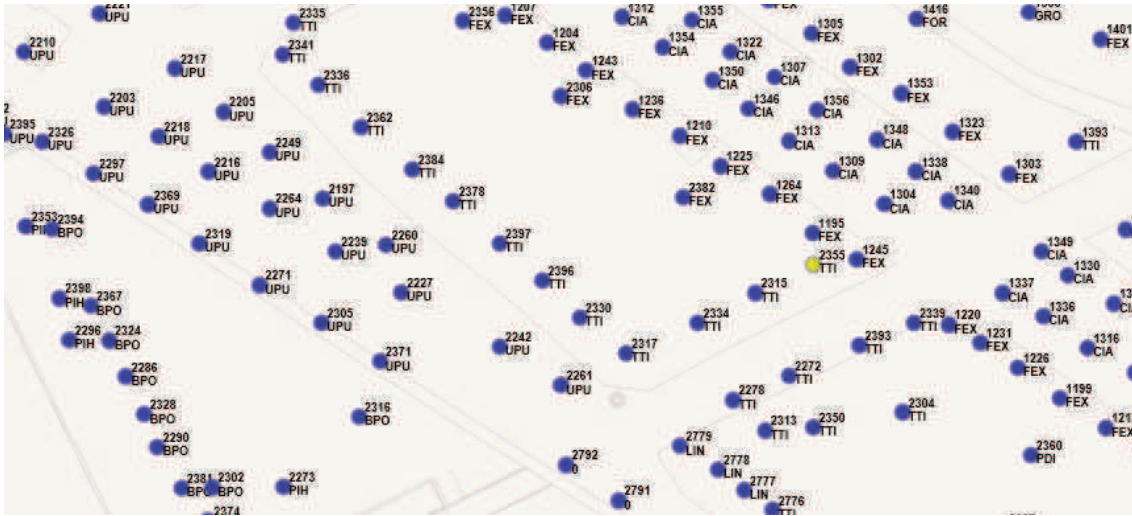 2221
UPU
2335
TTI
2356
FEX
1207
FEX
1312
CIA
1355
CIA
FEX
1305
FEX
1416
FOR
GRO
1401
FEX
2210
UPU
2217
UPU
2341
TTI
1204
FEX
1354
CIA
1322
CIA
1302
FEX
2336
TTI
1243
FEX
2306
FEX
1350
CIA
1307
CIA
1353
FEX
2203
UPU
2205
UPU
1236
FEX
1346
CIA
1356
CIA
2395
UPU
2326
UPU
2218
UPU
2249
UPU
2362
TTI
1210
FEX
1313
CIA
1348
CIA
1323
FEX
1393
TTI
2297
UPU
2216
UPU
2384
TTI
1225
FEX
1309
CIA
1338
CIA
1303
FEX
2369
UPU
2264
UPU
2197
UPU
2378
TTI
2382
FEX
1264
FEX
1304
CIA
1340
CIA
2353
PIH
2394
BPO
2319
UPU
2239
UPU
2260
UPU
2397
TTI
1195
FEX
2355
TTI
1245
FEX
1349
CIA
1330
CIA
2398
PIH
2367
BPO
2271
UPU
2227
UPU
2396
TTI
2315
TTI
1337
CIA
1336
CIA
CIA
2296
PIH
2324
BPO
2305
UPU
2330
TTI
2334
TTI
2339
TTI
1220
FEX
1231
FEX
1316
CIA
2286
BPO
2371
UPU
2242
UPU
2317
TTI
2393
TTI
2272
TTI
1226
FEX
2328
BPO
2316
BPO
2261
UPU
2278
TTI
2304
TTI
1199
FEX
2290
BPO
2313
TTI
2350
TTI
FEX
2779
LIN
2360
PDI
2381
BPO
2302
BPO
2273
PIH
2792
0
2778
LIN
2777
LIN
2791
0
2776
TTI
2374